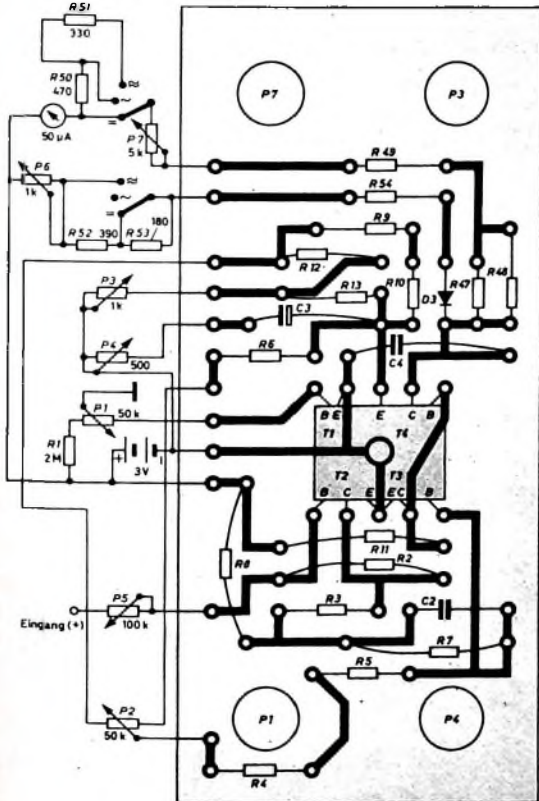 R51
330
R50
470
≈
~
=
50 µA
P7
5k
P7
P3
P6
1k
≈
~
=
R52
390
R53
180
R49
R54
R9
R12
R10
D3
R47
R48
P3
1k
R13
C3
P4
500
R6
C4
P1
50k
R1
2M
+
3V
B
E
E
C
B
T1
T4
T2
T3
B
C
E
E
C
B
R8
R11
R2
P5
100k
Eingang (+)
R3
C2
R7
R5
P2
50k
P1
P4
R4